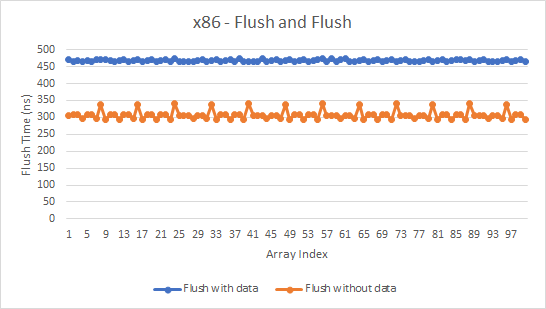 x86 - Flush and Flush
500
450
400
350
300
250
200
150
100
50
0
Flush Time (ns)
1 5 9 13 17 21 25 29 33 37 41 45 49 53 57 61 65 69 73 77 81 85 89 93 97
Array Index
Flush with data Flush without data